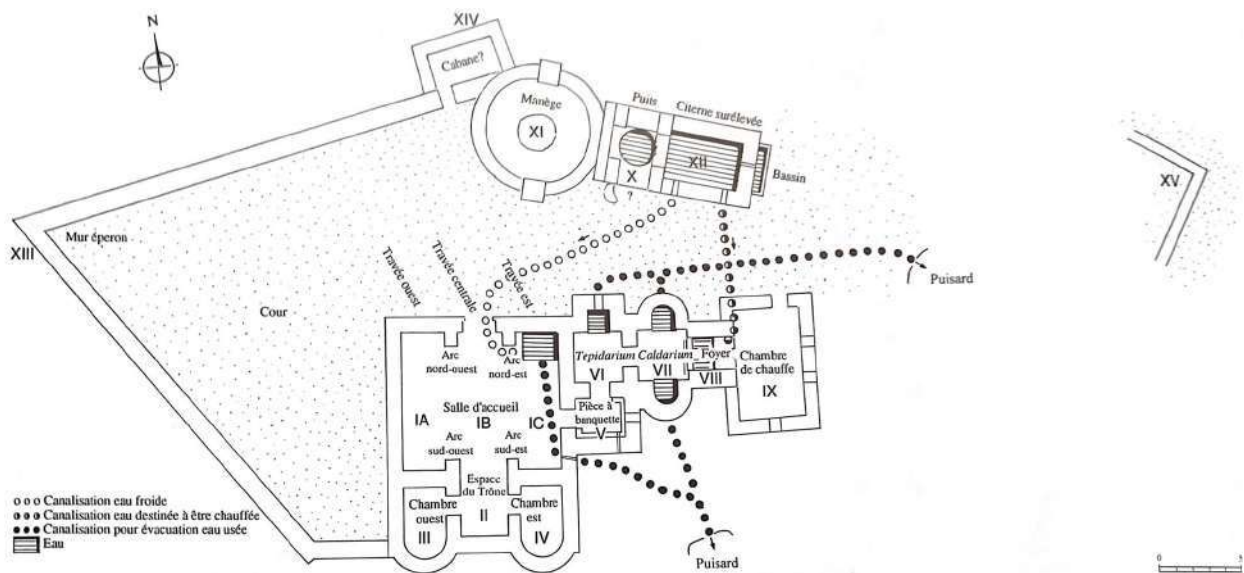 N
XIV
Cabane?
Manège
XI
Puits
Citerne surélevée
XII
X
?
Bassin
XV
XIII
Mur éperon
Travée ouest
Travée centrale
Travée est
Puisard
Cour
Tepidarium
Caldarium
Foyer
VI
VII
VIII
Chambre
de chauffe
IX
Arc
nord-ouest
Arc
nord-est
Salle d'accueil
IA
IB
IC
Pièce à
banquette
V
Arc
sud-ouest
Arc
sud-est
Espace
du Trône
II
Chambre
ouest
III
Chambre
est
IV
Puisard
Canalisation eau froide
Canalisation eau destinée à être chauffée
Canalisation pour évacuation eau usée
Eau
0